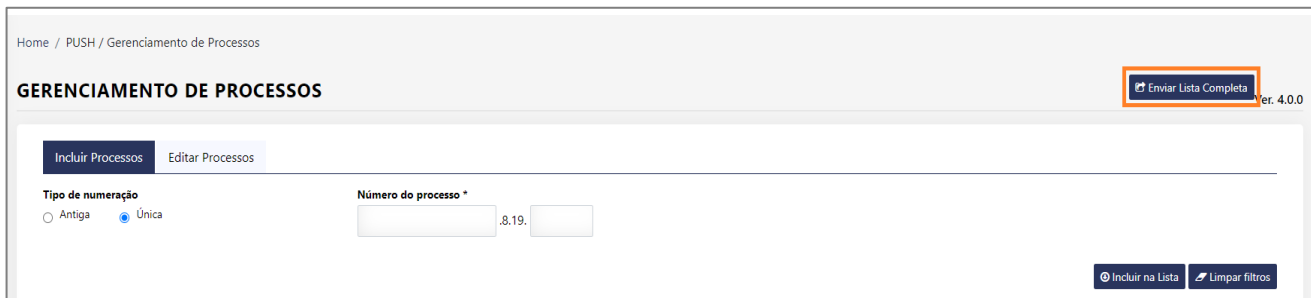 Home / PUSH / Gerenciamento de Processos
GERENCIAMENTO DE PROCESSOS
Enviar Lista Completa
Ver. 4.0.0
Incluir Processos Editar Processos
Tipo de numeração Número do processo *
Antiga Única .8.19.
Incluir na Lista Limpar filtros